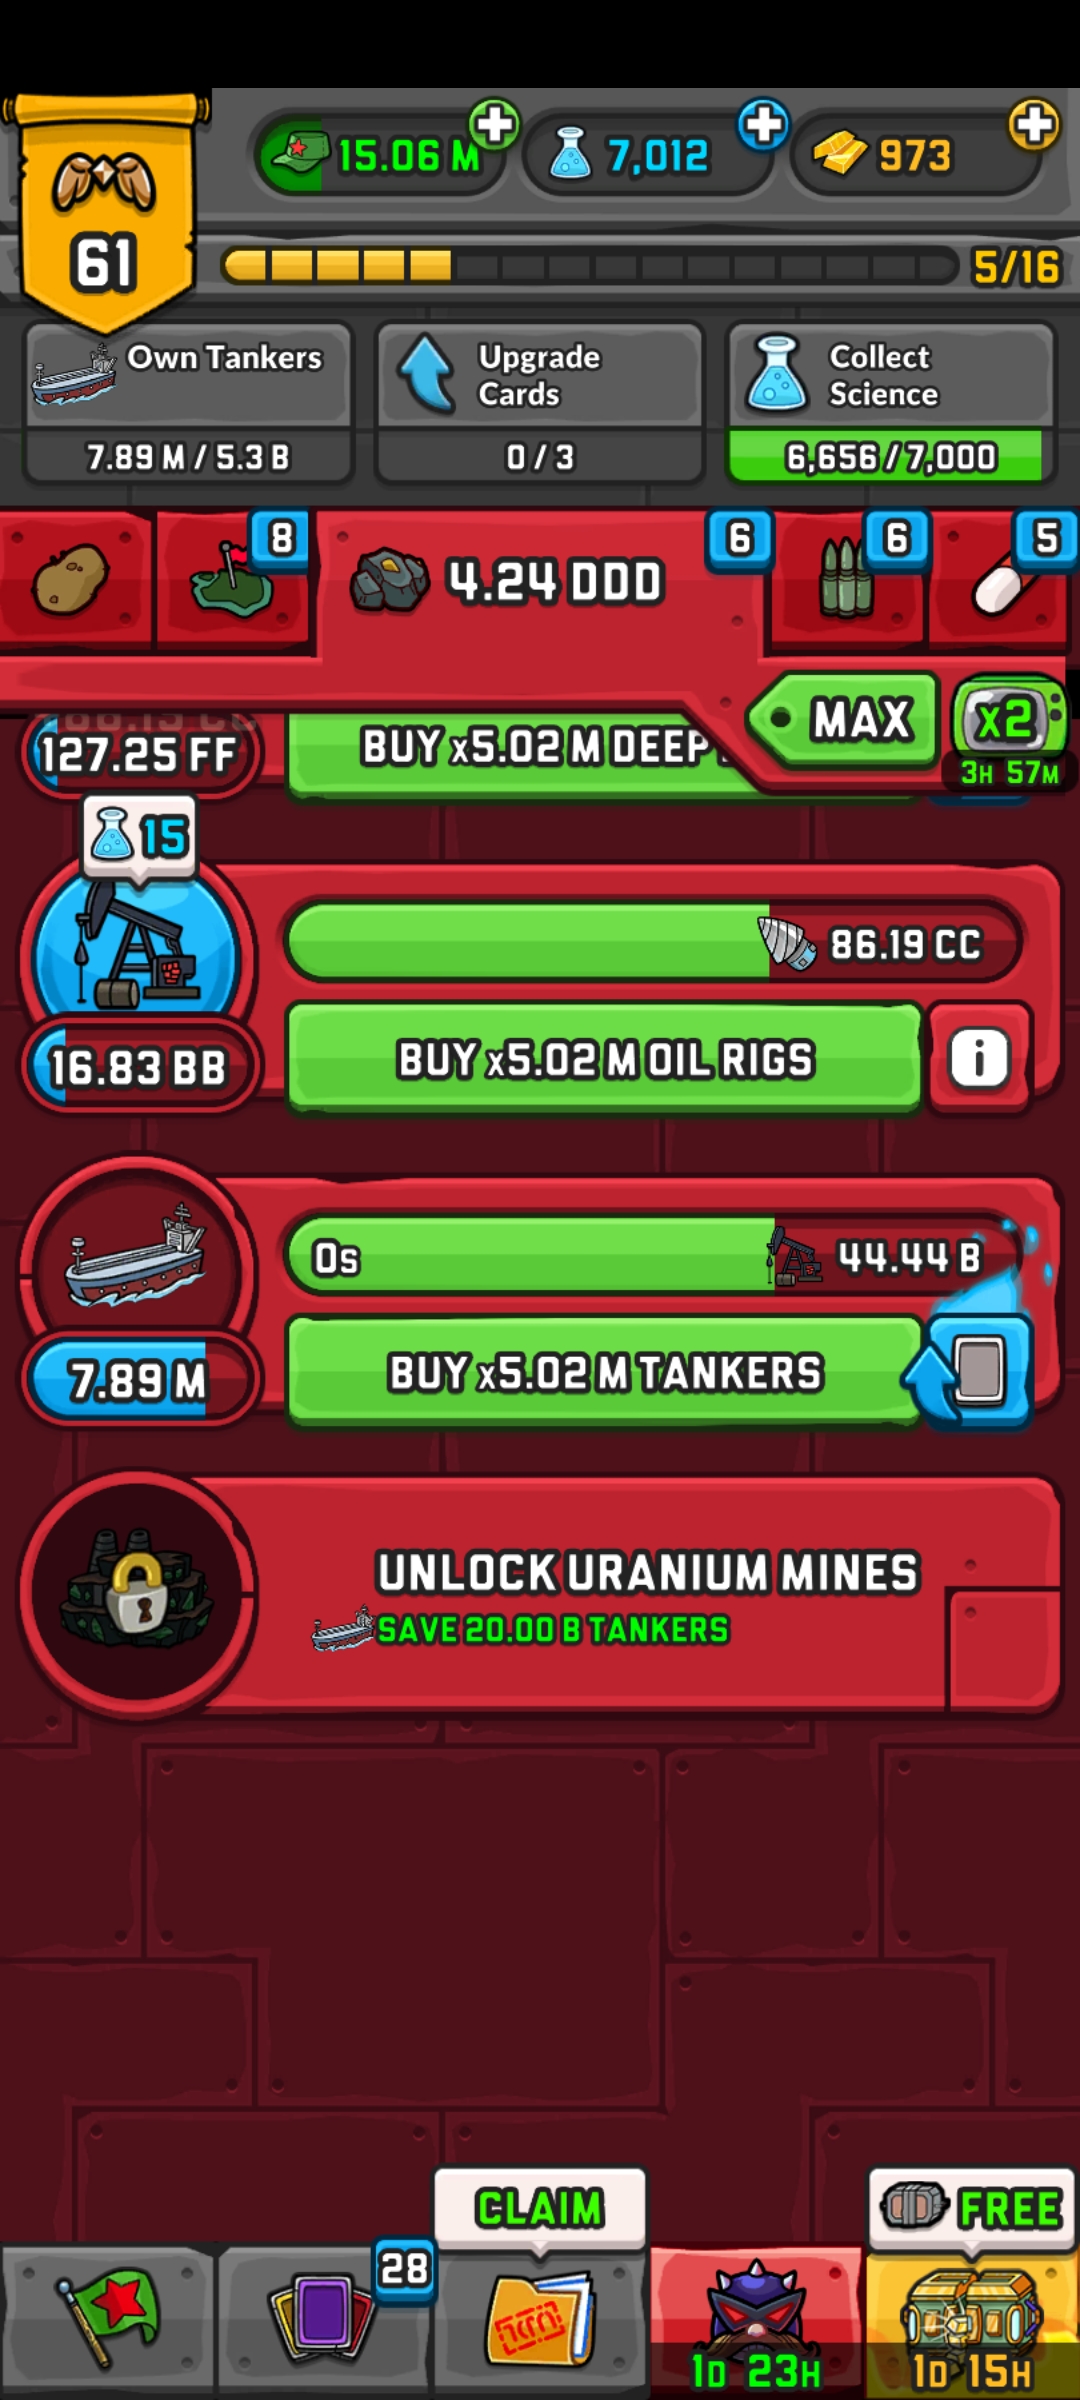 15.06 M
7,012
973
61
5/16
Own Tankers
7.89 M / 5.3 B
Upgrade
Cards
0 / 3
Collect
Science
6,656 / 7,000
8
4.24 DDD
6
6
5
MAX
x2
3H 57M
127.25 FF
BUY x5.02 M DEEP
15
86.19 CC
16.83 BB
BUY x5.02 M OIL RIGS
i
0s
44.44 B
7.89 M
BUY x5.02 M TANKERS
UNLOCK URANIUM MINES
SAVE 20.00 B TANKERS
CLAIM
FREE
28
1D 23H
1D 15H